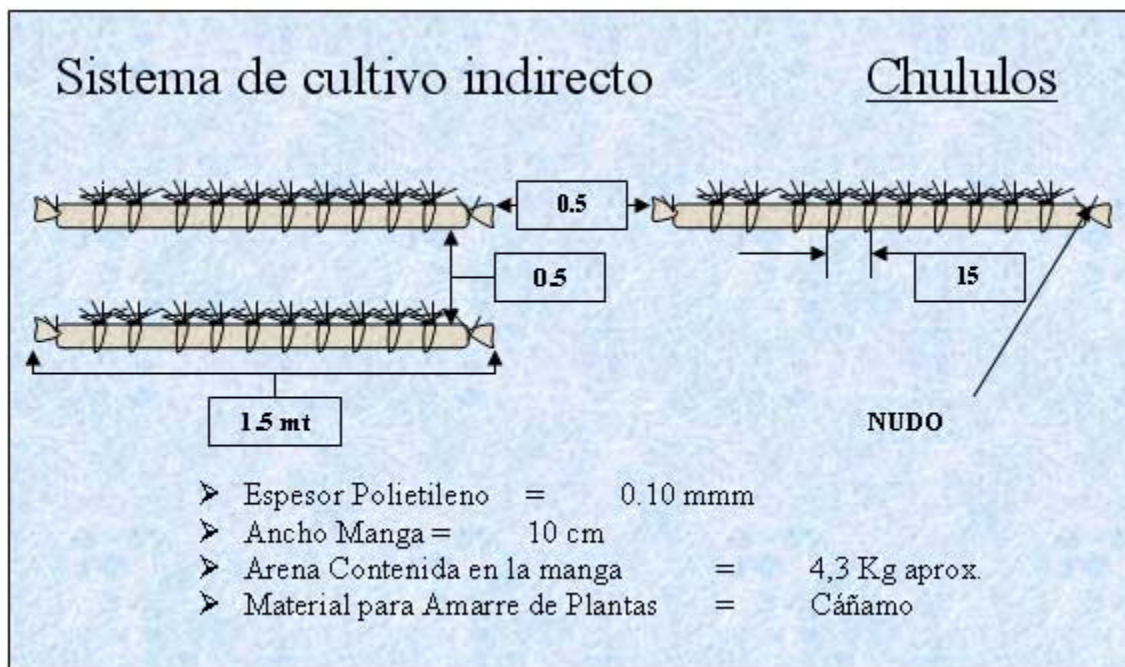 Sistema de cultivo indirecto Chululos
0.5
0.5
15
1.5 mt
NUDO
➢ Espesor Polietileno = 0.10 mmm
➢ Ancho Manga = 10 cm
➢ Arena Contenida en la manga = 4,3 Kg aprox.
➢ Material para Amarre de Plantas = Cáñamo